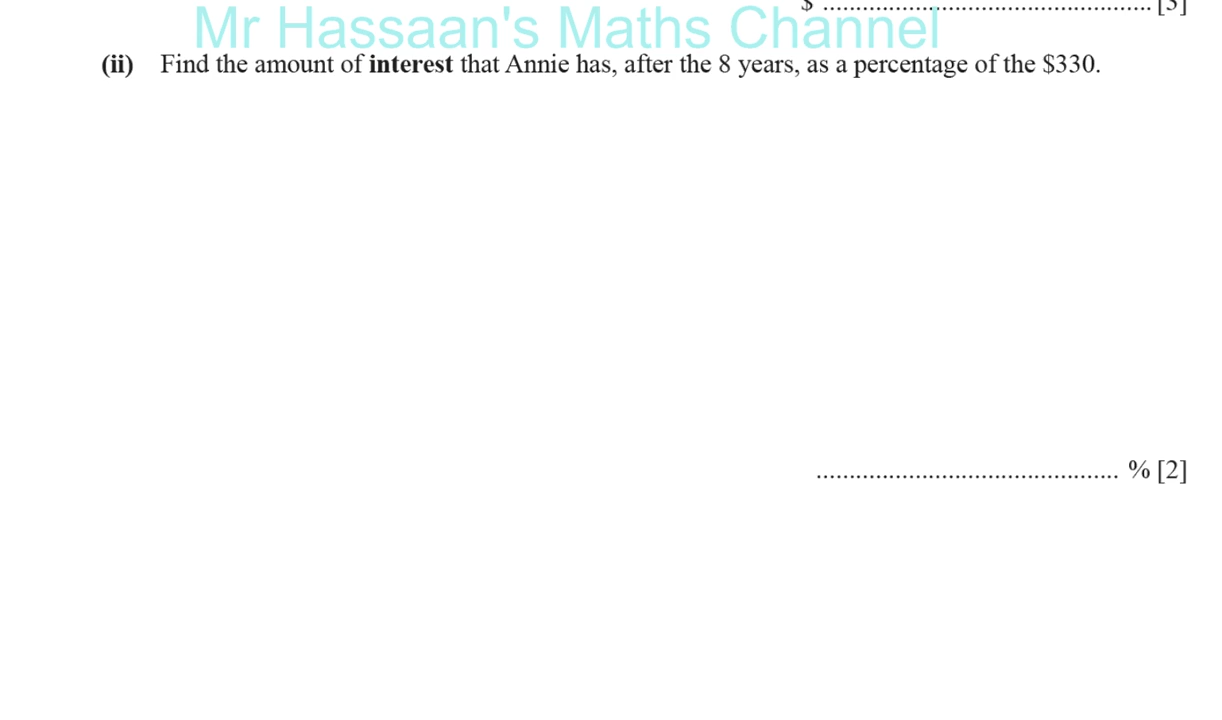 $ .................................................. [3]
Mr Hassaan's Maths Channel
(ii) Find the amount of interest that Annie has, after the 8 years, as a percentage of the $330.
.............................................. % [2]